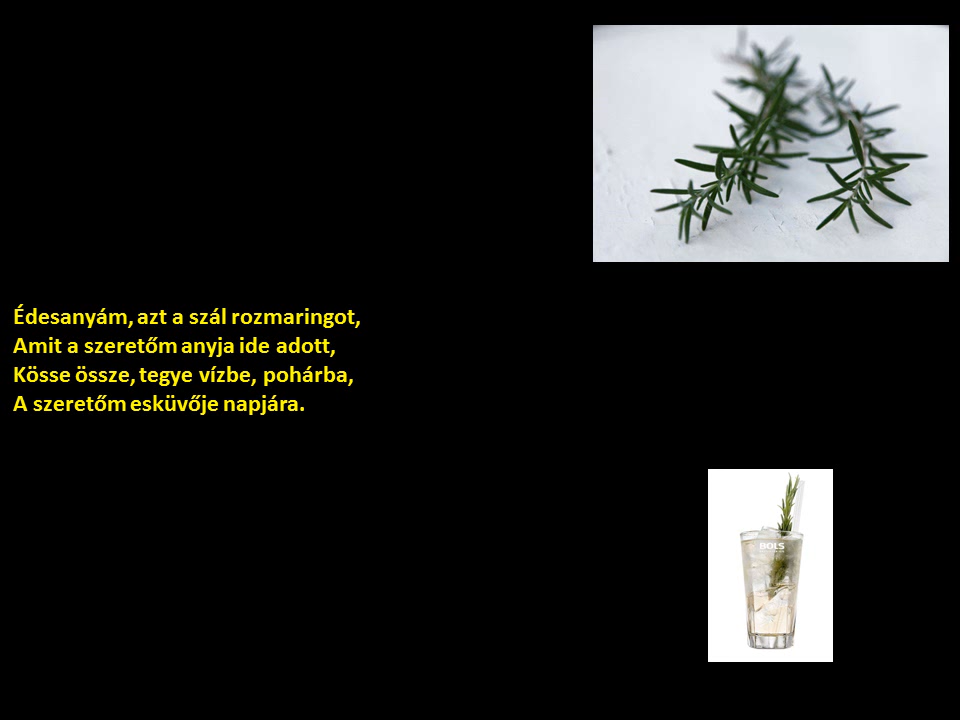 Édesanyám, azt a szál rozmaringot,
Amit a szeretőm anyja ide adott,
Kösse össze, tegye vízbe, pohárba,
A szeretőm esküvője napjára.
BOLS